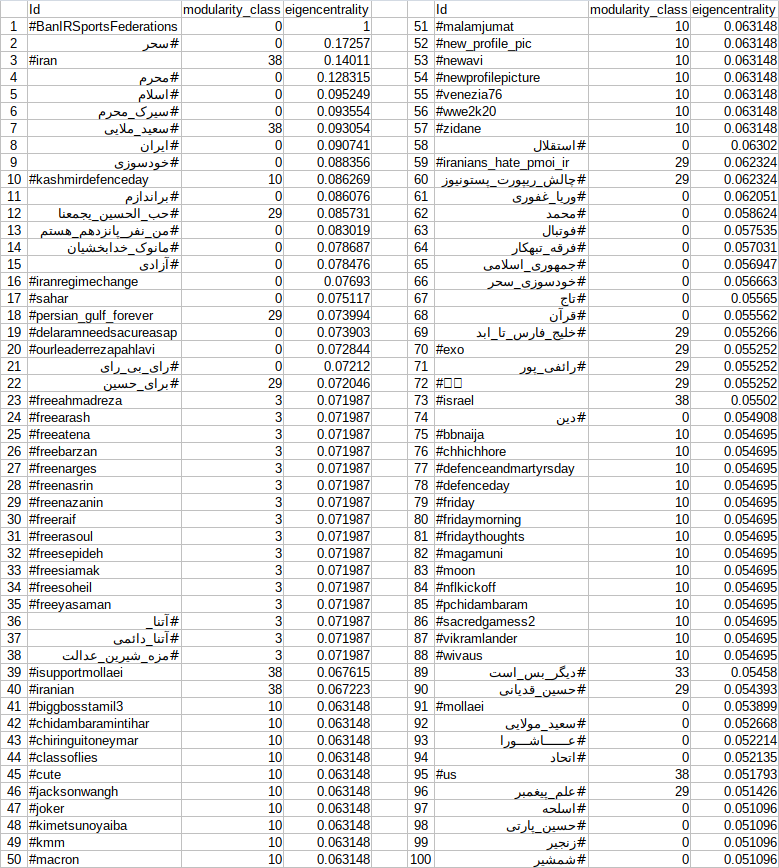 Id modularity_class eigencentrality
1 #BanIRSportsFederations 0 1
2 #سحر 0 0.17257
3 #iran 38 0.14011
4 #محرم 0 0.128315
5 #اسلام 0 0.095249
6 #سیرک_محرم 0 0.093554
7 #سعید_ملایی 38 0.093054
8 #ایران 0 0.090741
9 #خودسوزی 0 0.088356
10 #kashmirdefenceday 10 0.086269
11 #براندازم 0 0.086076
12 #حب_الحسین_یجمعنا 29 0.085731
13 #من_نفر_پانزدهم_هستم 0 0.083019
14 #مانوک_خدابخشیان 0 0.078687
15 #آزادی 0 0.078476
16 #iranregimechange 0 0.07693
17 #sahar 0 0.075117
18 #persian_gulf_forever 29 0.073994
19 #delaramneedsacureasap 0 0.073903
20 #ourleaderrezapahlavi 0 0.072844
21 #رای_بی_رای 0 0.07212
22 #برای_حسین 29 0.072046
23 #freeahmadreza 3 0.071987
24 #freearash 3 0.071987
25 #freeatena 3 0.071987
26 #freebarzan 3 0.071987
27 #freenarges 3 0.071987
28 #freenasrin 3 0.071987
29 #freenazanin 3 0.071987
30 #freeraif 3 0.071987
31 #freerasoul 3 0.071987
32 #freesepideh 3 0.071987
33 #freesiamak 3 0.071987
34 #freesoheil 3 0.071987
35 #freeyasaman 3 0.071987
36 #آتنا_ 3 0.071987
37 #آتنا_دائمی 3 0.071987
38 #مزه_شیرین_عدالت 3 0.071987
39 #isupportmollaei 38 0.067615
40 #iranian 38 0.067223
41 #biggbosstamil3 10 0.063148
42 #chidambaramintihar 10 0.063148
43 #chiringuitoneymar 10 0.063148
44 #classoflies 10 0.063148
45 #cute 10 0.063148
46 #jacksonwangh 10 0.063148
47 #joker 10 0.063148
48 #kimetsunoyaiba 10 0.063148
49 #kmm 10 0.063148
50 #macron 10 0.063148
Id modularity_class eigencentrality
51 #malamjumat 10 0.063148
52 #new_profile_pic 10 0.063148
53 #newavi 10 0.063148
54 #newprofilepicture 10 0.063148
55 #venezia76 10 0.063148
56 #wwe2k20 10 0.063148
57 #zidane 10 0.063148
58 #استقلال 0 0.06302
59 #iranians_hate_pmoi_ir 29 0.062324
60 #چالش_ریپورت_پستونیوز 29 0.062324
61 #وریا_غفوری 0 0.062051
62 #محمد 0 0.058624
63 #فوتبال 0 0.057535
64 #فرقه_تبهکار 0 0.057031
65 #جمهوری_اسلامی 0 0.056947
66 #خودسوزی_سحر 0 0.056663
67 #تاج 0 0.05565
68 #قرآن 0 0.055562
69 #خلیج_فارس_تا_ابد 29 0.055266
70 #exo 29 0.055252
71 #رائفی_پور 29 0.055252
72 #□□ 29 0.055252
73 #israel 38 0.05502
74 #دین 0 0.054908
75 #bbnaija 10 0.054695
76 #chhichhore 10 0.054695
77 #defenceandmartyrsday 10 0.054695
78 #defenceday 10 0.054695
79 #friday 10 0.054695
80 #fridaymorning 10 0.054695
81 #fridaythoughts 10 0.054695
82 #magamuni 10 0.054695
83 #moon 10 0.054695
84 #nflkickoff 10 0.054695
85 #pchidambaram 10 0.054695
86 #sacredgamess2 10 0.054695
87 #vikramlander 10 0.054695
88 #wivaus 10 0.054695
89 #دیگر_بس_است 33 0.05458
90 #حسین_قدیانی 29 0.054393
91 #mollaei 0 0.053899
92 #سعید_مولایی 0 0.052668
93 #عــــــاشـــورا 0 0.052214
94 #اتحاد 0 0.052135
95 #us 38 0.051793
96 #علم_پیغمبر 29 0.051426
97 #اسلحه 0 0.051096
98 #حسین_پارتی 0 0.051096
99 #زنجیر 0 0.051096
100 #شمشیر 0 0.051096